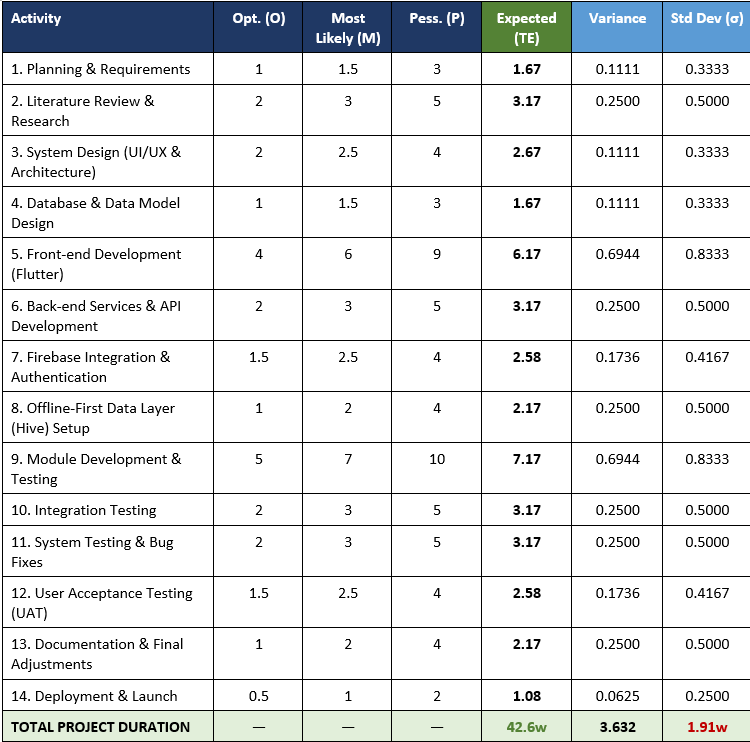 Activity Opt. (O) Most Likely (M) Pess. (P) Expected (TE) Variance Std Dev (σ)
1. Planning & Requirements 1 1.5 3 1.67 0.1111 0.3333
2. Literature Review & Research 2 3 5 3.17 0.2500 0.5000
3. System Design (UI/UX & Architecture) 2 2.5 4 2.67 0.1111 0.3333
4. Database & Data Model Design 1 1.5 3 1.67 0.1111 0.3333
5. Front-end Development (Flutter) 4 6 9 6.17 0.6944 0.8333
6. Back-end Services & API Development 2 3 5 3.17 0.2500 0.5000
7. Firebase Integration & Authentication 1.5 2.5 4 2.58 0.1736 0.4167
8. Offline-First Data Layer (Hive) Setup 1 2 4 2.17 0.2500 0.5000
9. Module Development & Testing 5 7 10 7.17 0.6944 0.8333
10. Integration Testing 2 3 5 3.17 0.2500 0.5000
11. System Testing & Bug Fixes 2 3 5 3.17 0.2500 0.5000
12. User Acceptance Testing (UAT) 1.5 2.5 4 2.58 0.1736 0.4167
13. Documentation & Final Adjustments 1 2 4 2.17 0.2500 0.5000
14. Deployment & Launch 0.5 1 2 1.08 0.0625 0.2500
TOTAL PROJECT DURATION — — — 42.6w 3.632 1.91w